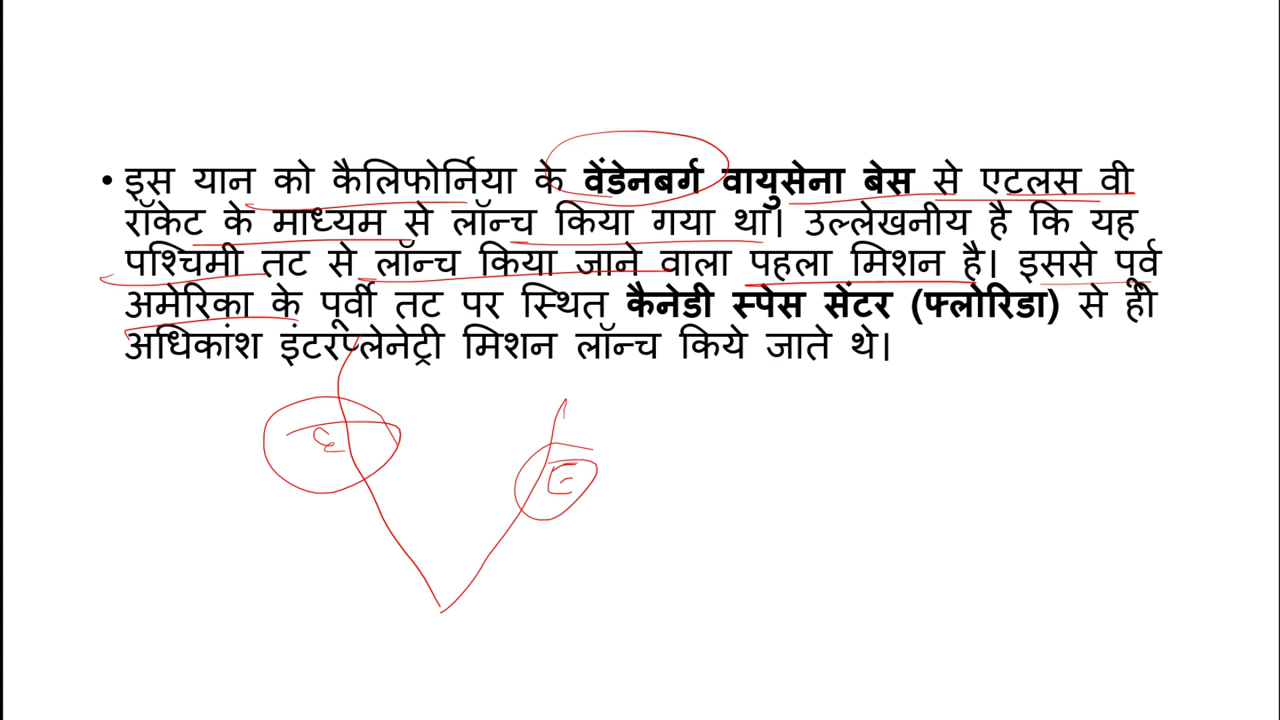 • इस यान को कैलिफोर्निया के वेंडेनबर्ग वायुसेना बेस से एटलस वी
रॉकेट के माध्यम से लॉन्च किया गया था। उल्लेखनीय है कि यह
पश्चिमी तट से लॉन्च किया जाने वाला पहला मिशन है। इससे पूर्व
अमेरिका के पूर्वी तट पर स्थित कैनेडी स्पेस सेंटर (फ्लोरिडा) से ही
अधिकांश इंटरप्लेनेट्री मिशन लॉन्च किये जाते थे।